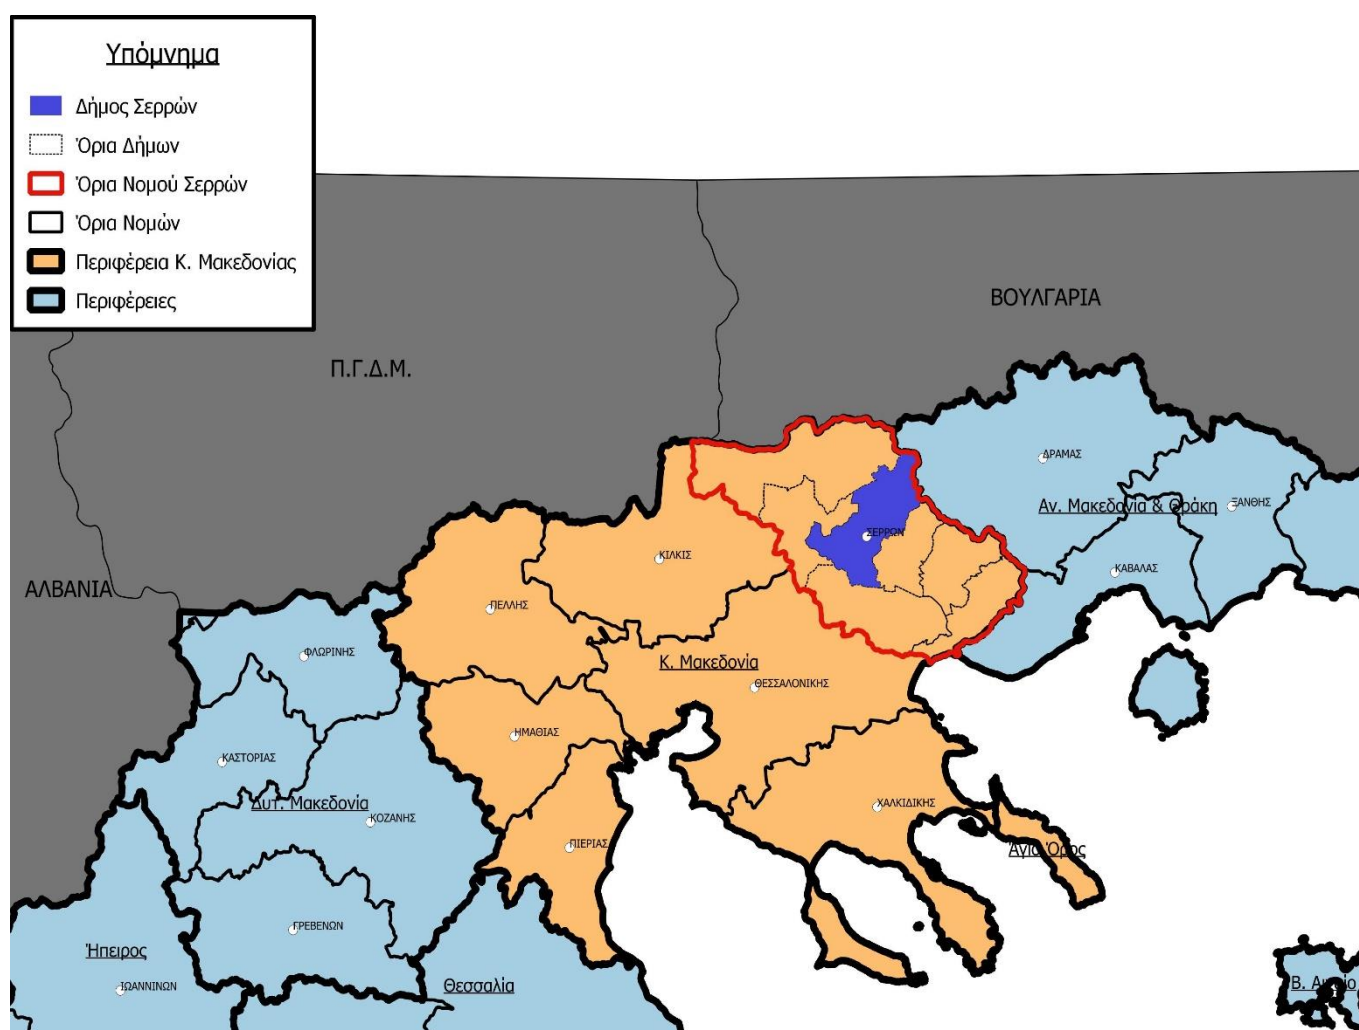 Υπόμνημα
Δήμος Σερρών
Όρια Δήμων
Όρια Νομού Σερρών
Όρια Νομών
Περιφέρεια Κ. Μακεδονίας
Περιφέρειες
ΒΟΥΛΓΑΡΙΑ
Π.Γ.Δ.Μ.
ΑΛΒΑΝΙΑ
ΔΡΑΜΑΣ
Αν. Μακεδονία & Θράκη
ΞΑΝΘΗΣ
ΣΕΡΡΩΝ
ΚΙΛΚΙΣ
ΚΑΒΑΛΑΣ
ΠΕΛΛΗΣ
ΦΛΩΡΙΝΗΣ
Κ. Μακεδονία
ΘΕΣΣΑΛΟΝΙΚΗΣ
ΗΜΑΘΙΑΣ
ΚΑΣΤΟΡΙΑΣ
Δυτ. Μακεδονία
ΚΟΖΑΝΗΣ
ΧΑΛΚΙΔΙΚΗΣ
ΠΙΕΡΙΑΣ
Άγιο Όρος
ΓΡΕΒΕΝΩΝ
Ήπειρος
ΙΩΑΝΝΙΝΩΝ
Θεσσαλία
Β. Αιγαίο